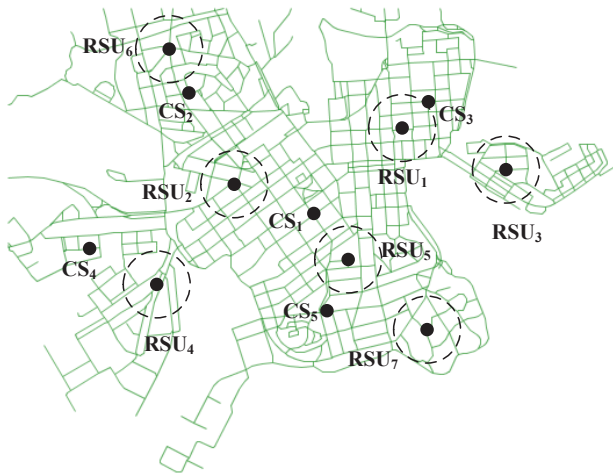 RSU₆
CS₂
CS₃
RSU₁
RSU₂
CS₁
RSU₃
RSU₅
CS₄
CS₅
RSU₄
RSU₇